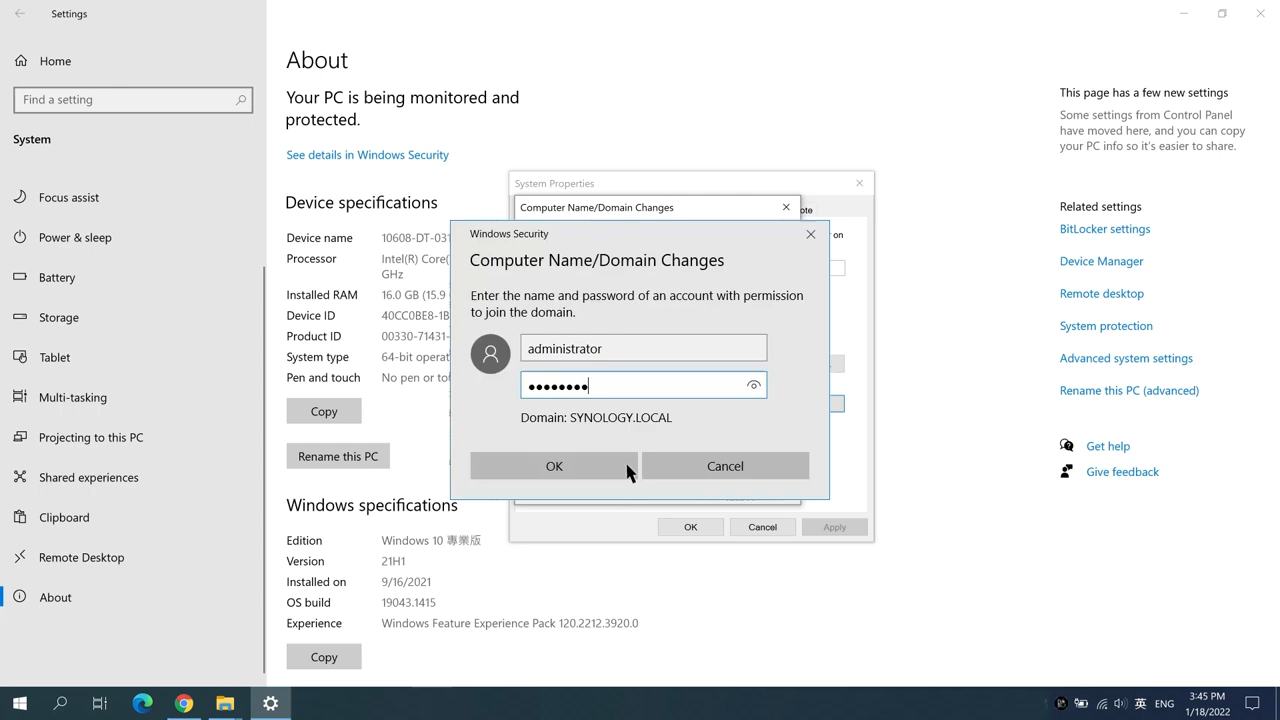 Settings
Home
Find a setting
System
Focus assist
Power & sleep
Battery
Storage
Tablet
Multi-tasking
Projecting to this PC
Shared experiences
Clipboard
Remote Desktop
About
About
Your PC is being monitored and
protected.
See details in Windows Security
Device specifications
Device name 10608-DT-031
Processor Intel(R) Core(
GHz
Installed RAM 16.0 GB (15.9
Device ID 40CC0BE8-1B
Product ID 00330-71431-
System type 64-bit operat
Pen and touch No pen or to
Copy
Rename this PC
Windows specifications
Edition Windows 10 專業版
Version 21H1
Installed on 9/16/2021
OS build 19043.1415
Experience Windows Feature Experience Pack 120.2212.3920.0
Copy
System Properties
Computer Name/Domain Changes
ote
er on
Windows Security
Computer Name/Domain Changes
Enter the name and password of an account with permission
to join the domain.
administrator
●●●●●●●●
Domain: SYNOLOGY.LOCAL
OK Cancel
OK Cancel Apply
This page has a few new settings
Some settings from Control Panel
have moved here, and you can copy
your PC info so it's easier to share.
Related settings
BitLocker settings
Device Manager
Remote desktop
System protection
Advanced system settings
Rename this PC (advanced)
Get help
Give feedback
英 ENG
3:45 PM
1/18/2022